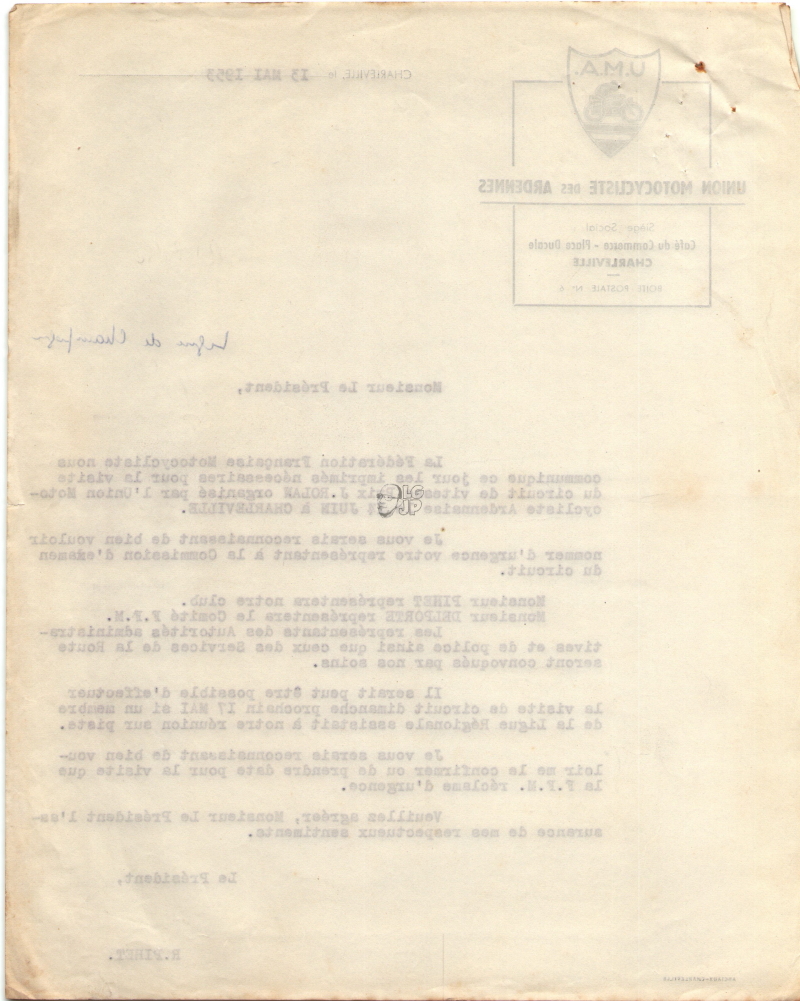 U.M.A.
CHARLEVILLE, le 13 MAI 1953
UNION MOTOCYCLISTE DES ARDENNES
Siège Social
Café du Commerce - Place Ducale
CHARLEVILLE
BOITE POSTALE N° 6
Ligue de Champagne
Monsieur Le Président,
La Fédération Française Motocycliste nous
communique ce jour les imprimés nécessaires pour la visite
du circuit de vitesse J.ROLAN organisé par l'Union Moto-
cycliste Ardennaise JUIN à CHARLEVILLE.
LG
JP
Je vous serais reconnaissant de bien vouloir
nommer d'urgence votre représentant à la Commission d'examen
du circuit.
Monsieur PINET représentera notre club.
Monsieur DELPORTE représentera le Comité F.F.M.
Les représentants des Autorités administra-
tives et de police ainsi que ceux des Services de la Route
seront convoqués par nos soins.
Il serait peut être possible d'effectuer
la visite de circuit dimanche prochain 17 MAI si un membre
de la Ligue Régionale assistait à notre réunion sur piste.
Je vous serais reconnaissant de bien vou-
loir me le confirmer ou de prendre date pour la visite que
la F.F.M. réclame d'urgence.
Veuillez agréer, Monsieur Le Président l'as-
surence de mes respectueux sentiments.
Le Président,
R.PINET.